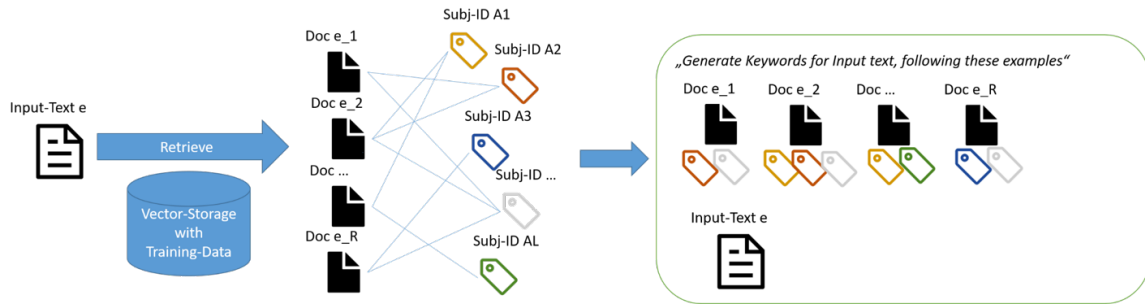 Input-Text e
Retrieve
Vector-Storage
with
Training-Data
Doc e_1
Doc e_2
Doc ...
Doc e_R
Subj-ID A1
Subj-ID A2
Subj-ID A3
Subj-ID ...
Subj-ID AL
„Generate Keywords for Input text, following these examples“
Doc e_1
Doc e_2
Doc ...
Doc e_R
Input-Text e